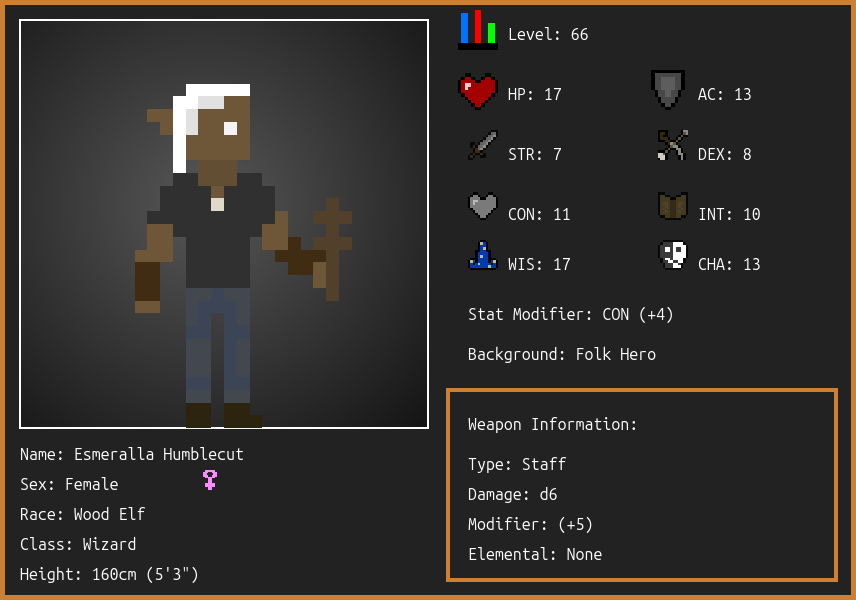 Level: 66
HP: 17
AC: 13
STR: 7
DEX: 8
CON: 11
INT: 10
WIS: 17
CHA: 13
Stat Modifier: CON (+4)
Background: Folk Hero
Weapon Information:
Type: Staff
Damage: d6
Modifier: (+5)
Elemental: None
Name: Esmeralla Humblecut
Sex: Female
Race: Wood Elf
Class: Wizard
Height: 160cm (5'3")